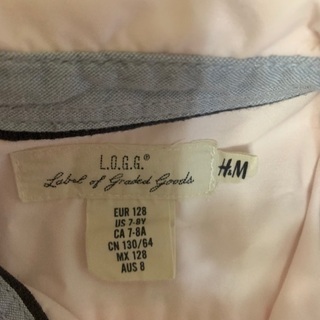 L.O.G.G.®
Label of Graded Goods
H&M
EUR 128
US 7-8Y
CA 7-8A
CN 130/64
MX 128
AUS 8